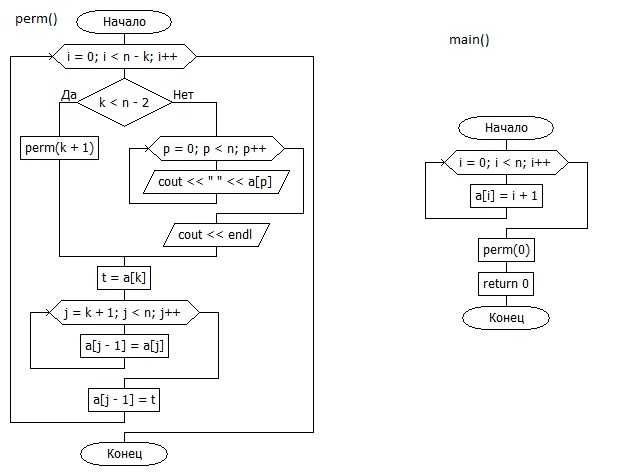 perm()
Начало
i = 0; i < n - k; i++
Да
k < n - 2
Нет
perm(k + 1)
p = 0; p < n; p++
cout << " " << a[p]
cout << endl
t = a[k]
j = k + 1; j < n; j++
a[j - 1] = a[j]
a[j - 1] = t
Конец
main()
Начало
i = 0; i < n; i++
a[i] = i + 1
perm(0)
return 0
Конец